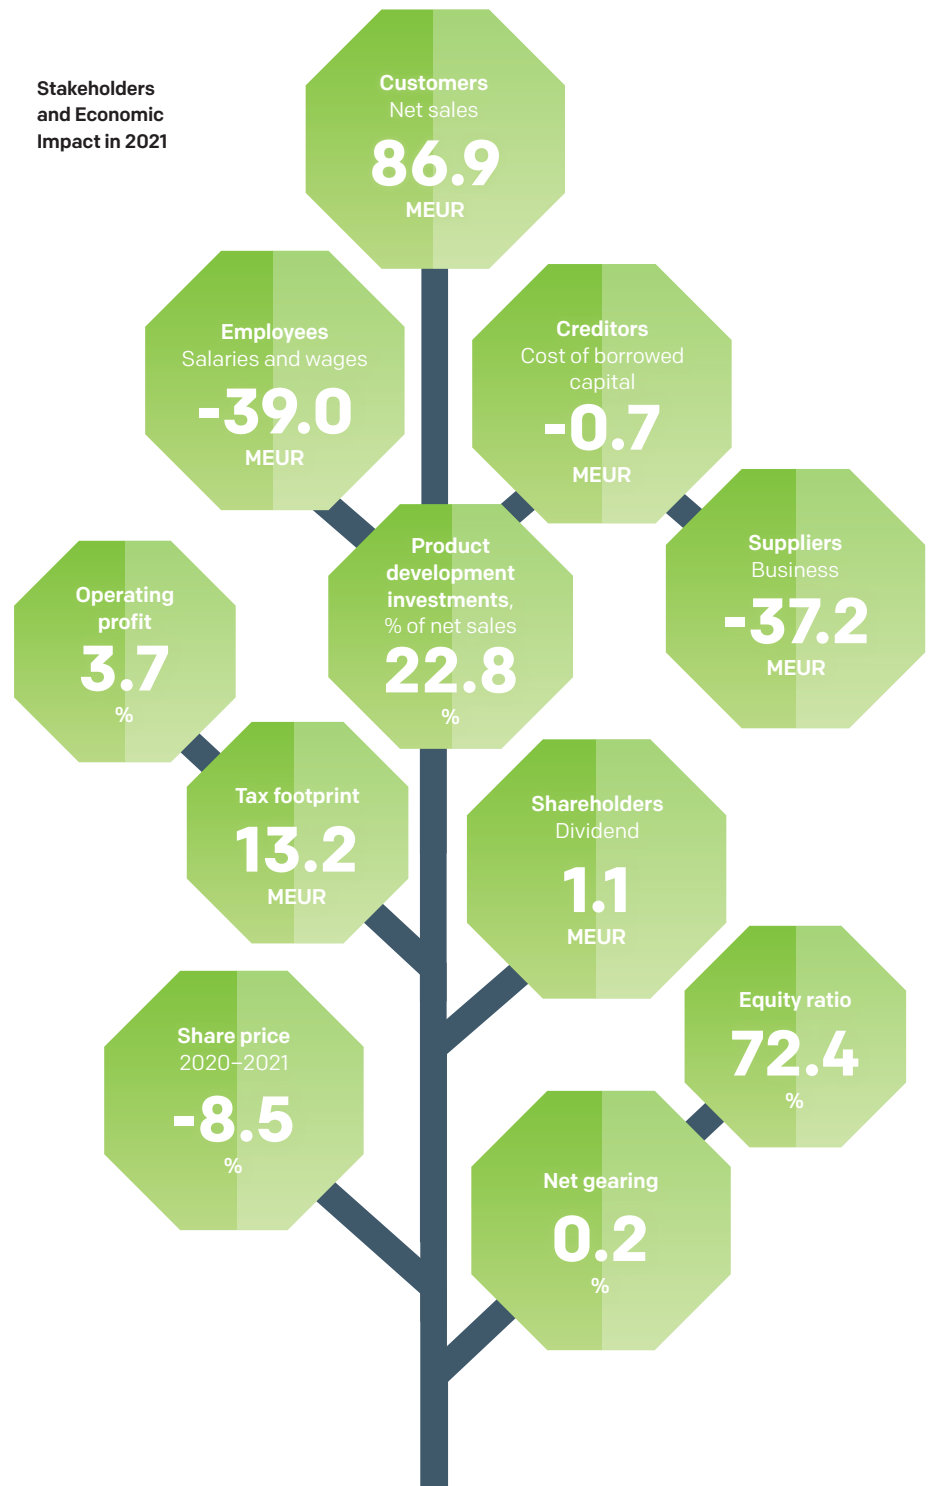 Stakeholders
and Economic
Impact in 2021
Customers
Net sales
86.9
MEUR
Employees
Salaries and wages
-39.0
MEUR
Creditors
Cost of borrowed
capital
-0.7
MEUR
Suppliers
Business
-37.2
MEUR
Product
development
investments,
% of net sales
22.8
%
Operating
profit
3.7
%
Tax footprint
13.2
MEUR
Shareholders
Dividend
1.1
MEUR
Equity ratio
72.4
%
Share price
2020–2021
-8.5
%
Net gearing
0.2
%